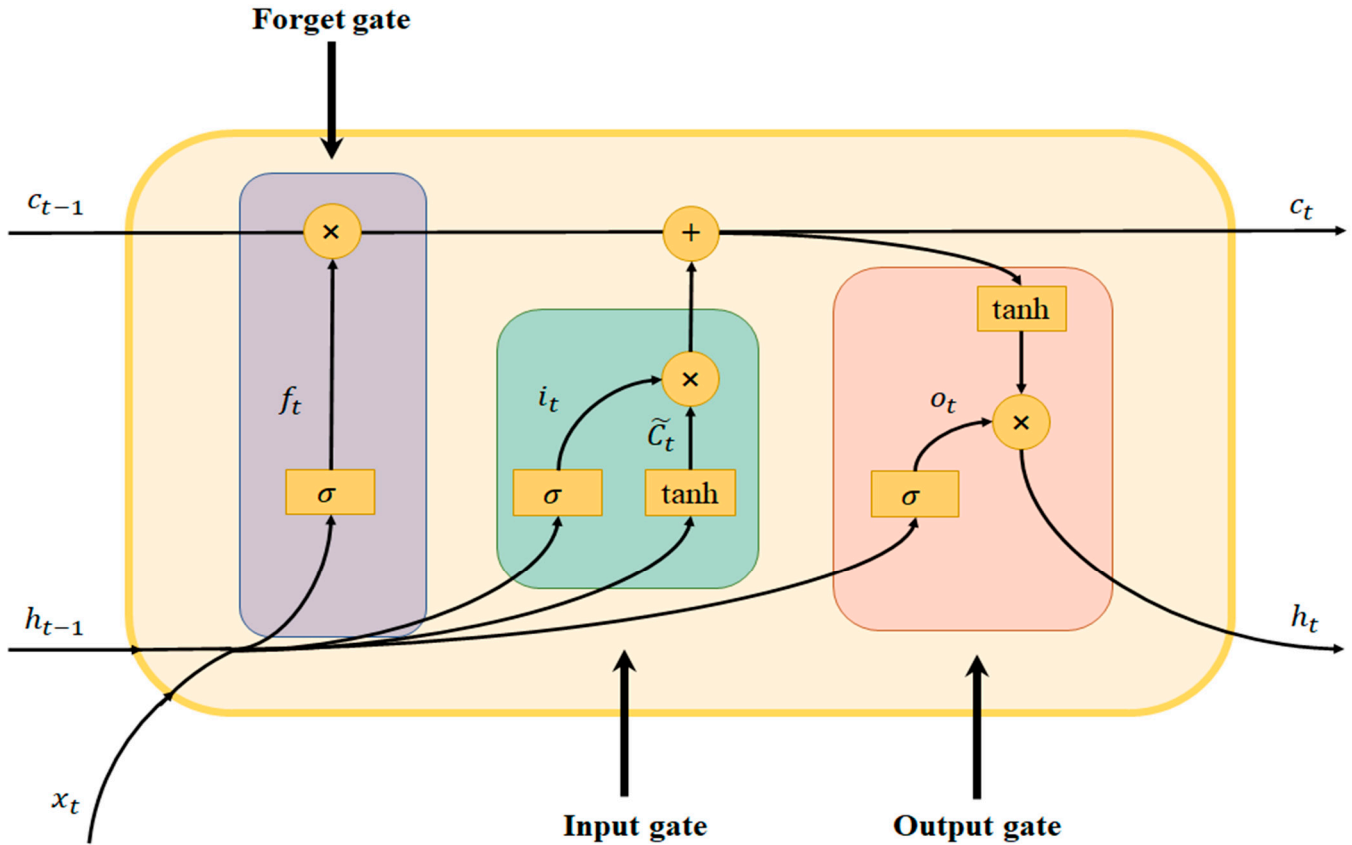 Forget gate
c_{t−1}
×
+
c_t
tanh
f_t
i_t
×
C̃_t
o_t
×
σ
σ
tanh
σ
h_{t−1}
h_t
x_t
Input gate
Output gate